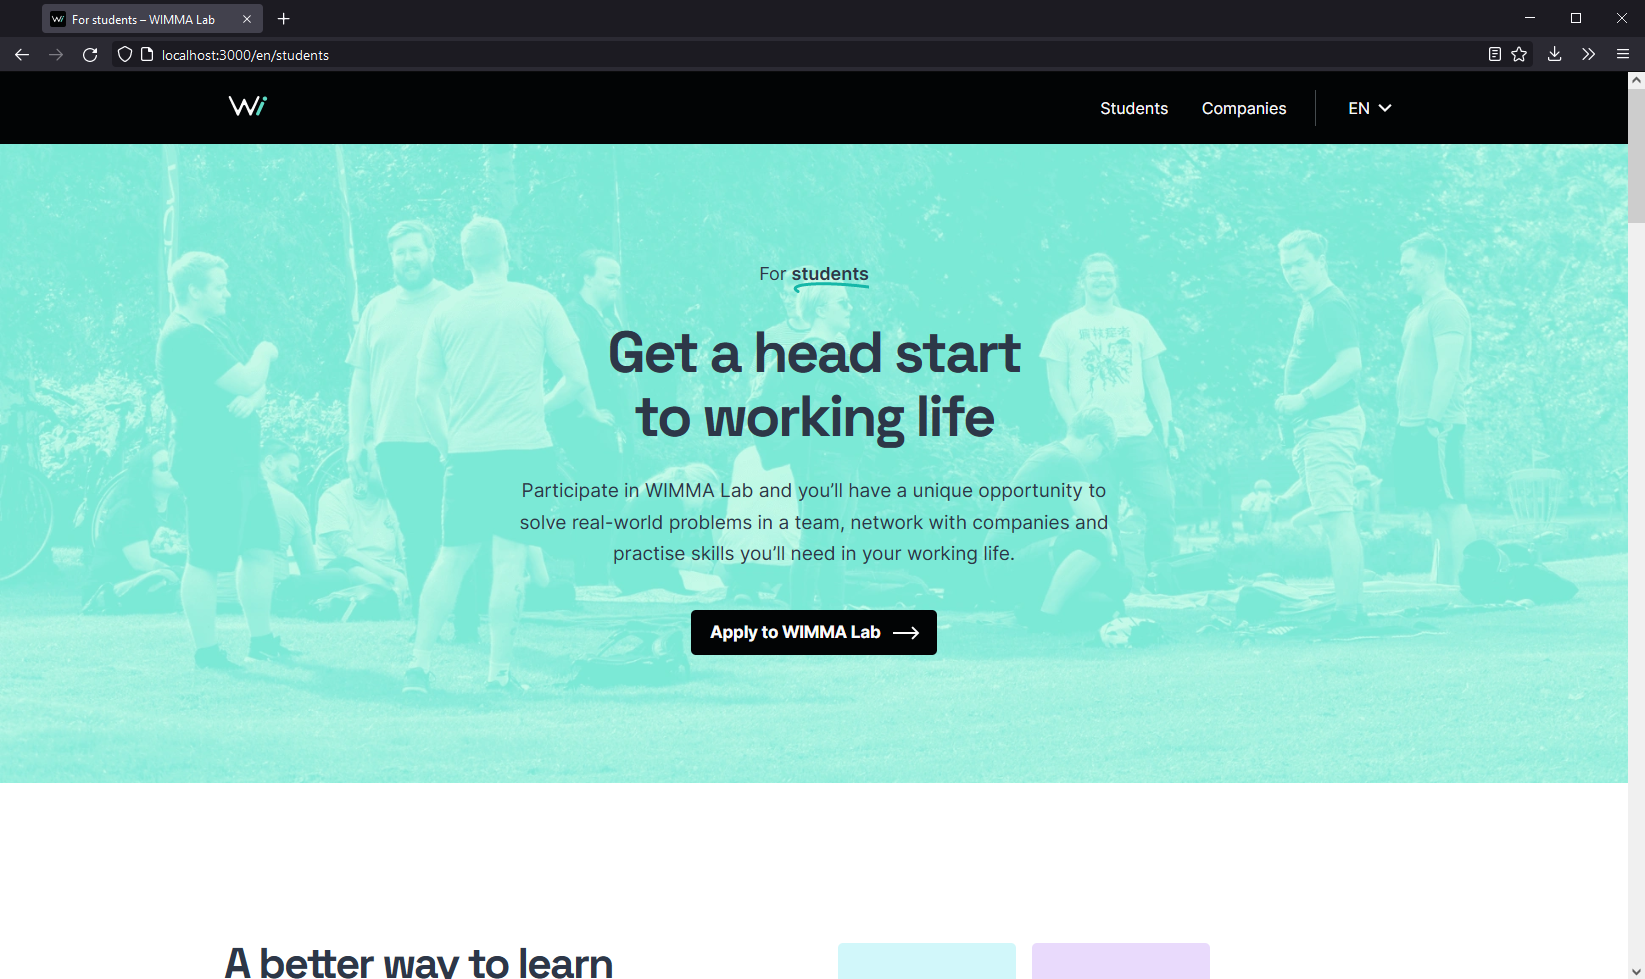 For students – WIMMA Lab
localhost:3000/en/students
Wi
Students
Companies
EN
For students
Get a head start
to working life
Participate in WIMMA Lab and you’ll have a unique opportunity to
solve real-world problems in a team, network with companies and
practise skills you’ll need in your working life.
Apply to WIMMA Lab
A better way to learn